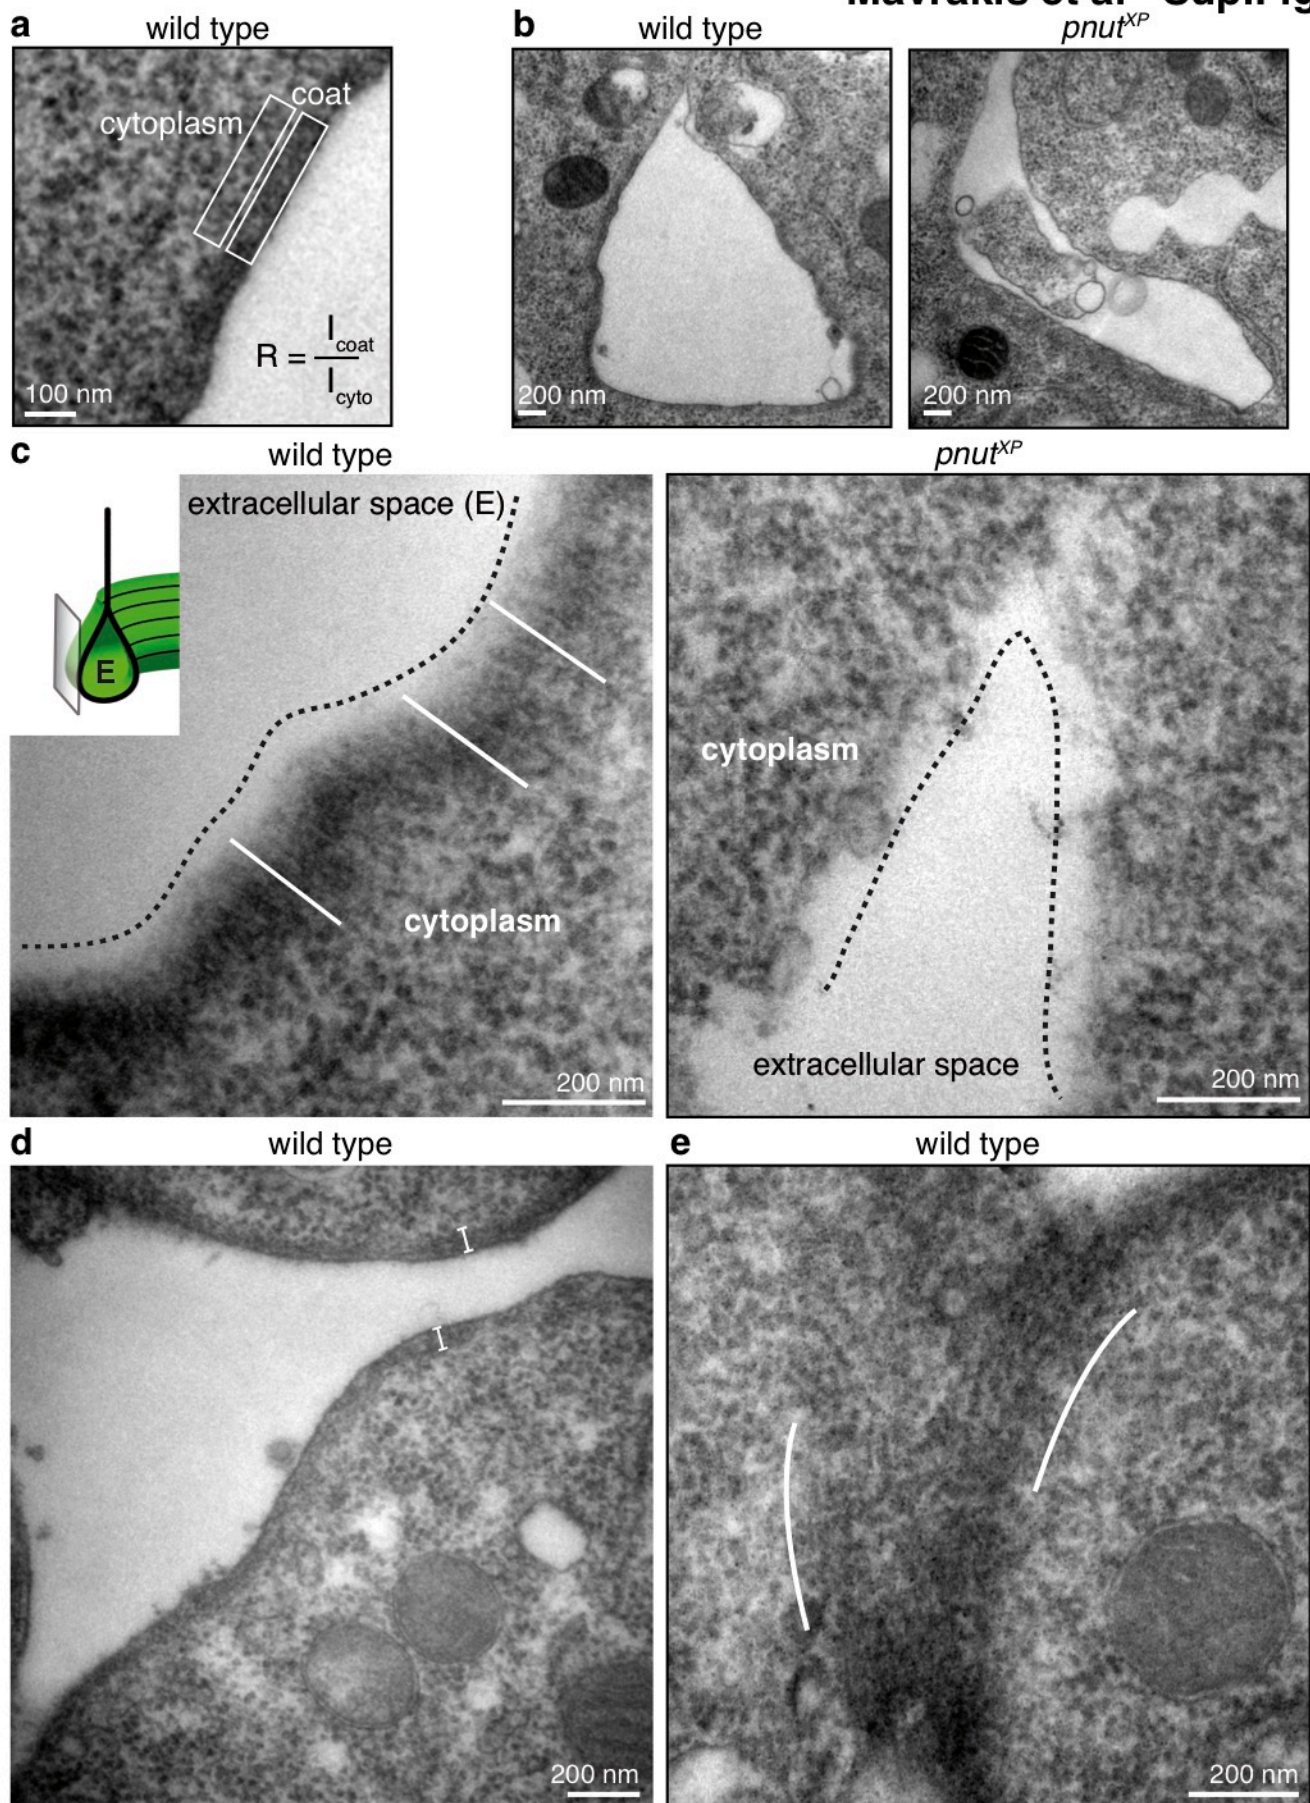 Mavrakis et al
a
wild type
coat
cytoplasm
R = I coat / I cyto
100 nm
b
wild type
pnut^XP
200 nm
200 nm
c
wild type
pnut^XP
extracellular space (E)
E
cytoplasm
200 nm
cytoplasm
extracellular space
200 nm
d
wild type
e
wild type
200 nm
200 nm